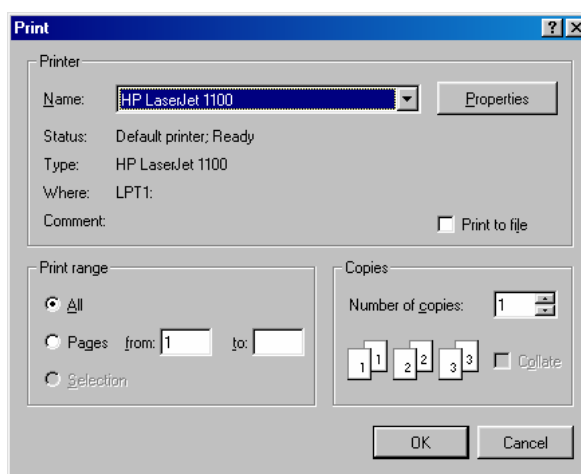 Print
Printer
Name: HP LaserJet 1100 Properties
Status: Default printer; Ready
Type: HP LaserJet 1100
Where: LPT1:
Comment: Print to file
Print range
All
Pages from: 1 to:
Selection
Copies
Number of copies: 1
1 1 2 2 3 3 Collate
OK Cancel